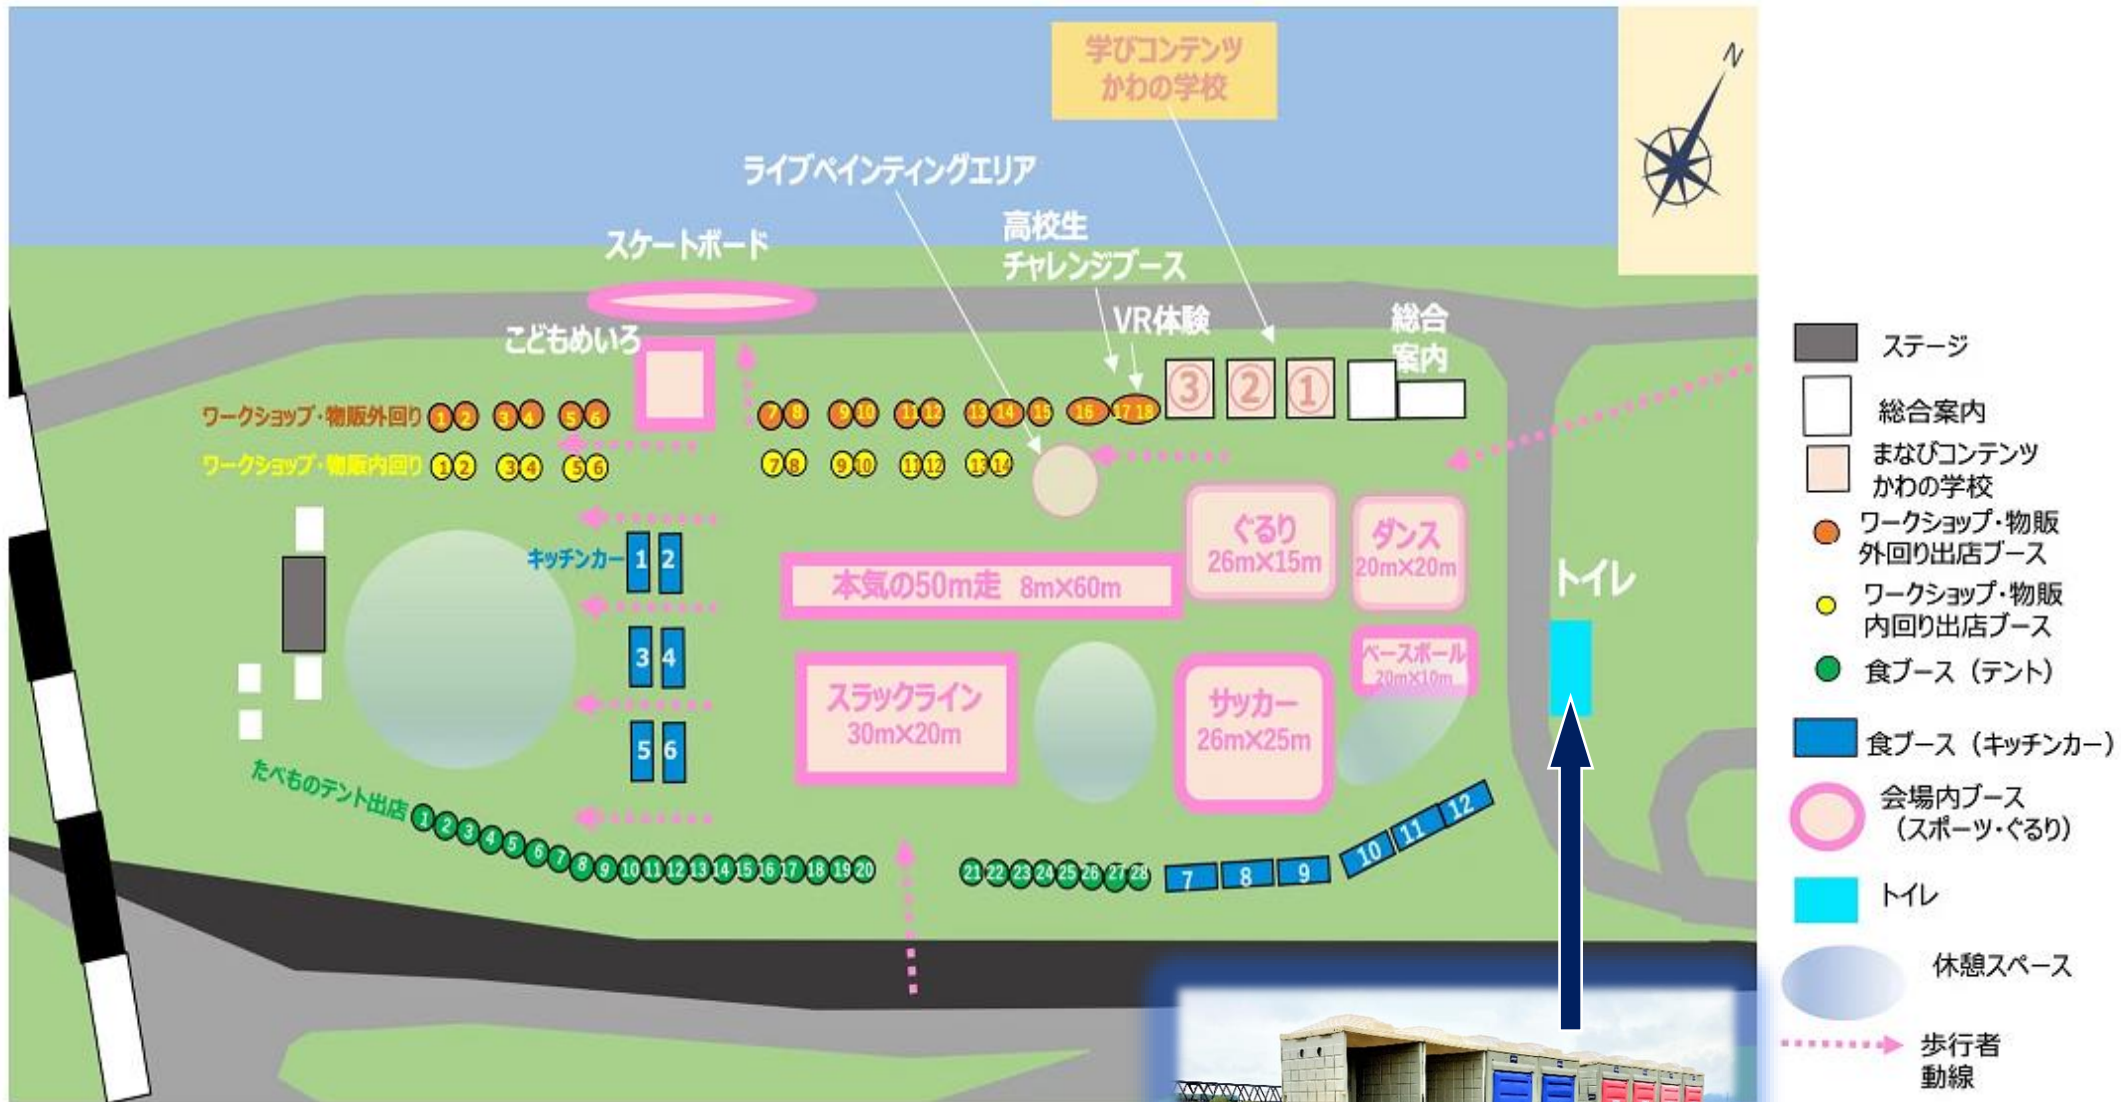 学びコンテンツ
かわの学校
N
ライブペインティングエリア
高校生
チャレンジブース
スケートボード
VR体験
総合
案内
こどもめいろ
③ ② ①
ワークショップ・物販外回り 1 2 3 4 5 6 7 8 9 10 11 12 13 14 15 16 17 18
ワークショップ・物販内回り 1 2 3 4 5 6 7 8 9 10 11 12 13 14
キッチンカー 1 2
3 4
5 6
ぐるり
26m×15m
ダンス
20m×20m
本気の50m走 8m×60m
トイレ
ベースボール
20m×10m
スラックライン
30m×20m
サッカー
26m×25m
たべものテント出店 1 2 3 4 5 6 7 8 9 10 11 12 13 14 15 16 17 18 19 20
21 22 23 24 25 26 27 28
7 8 9 10 11 12
ステージ
総合案内
まなびコンテンツ
かわの学校
ワークショップ・物販
外回り出店ブース
ワークショップ・物販
内回り出店ブース
食ブース（テント）
食ブース（キッチンカー）
会場内ブース
（スポーツ・ぐるり）
トイレ
休憩スペース
歩行者
動線